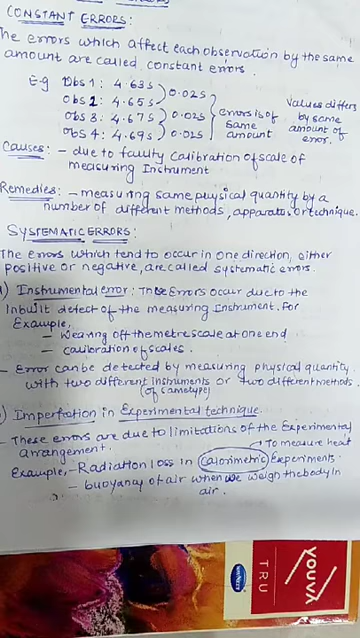 CONSTANT ERRORS:
The errors which affect each observation by the same
amount are called constant errors.
E.g Obs 1: 4.63s
Obs 2: 4.65s
Obs 3: 4.67s
Obs 4: 4.69s
0.02s
0.02s
0.02s
errors is of
same
amount
Values differs
by same
amount of
error.
Causes: - due to faulty calibration of scale of
measuring Instrument
Remedies: - measuring same physical quantity by a
number of different methods, apparatus or technique.
SYSTEMATIC ERRORS:
The errors which tend to occur in one direction, either
positive or negative, are called systematic errors.
) Instrumental error: These Errors occur due to the
Inbuilt defect of the measuring Instrument. For
Example,
- Wearing off the metre scale at one end
- calibration of scales.
- Error can be detected by measuring physical quantity
with two different instruments or two different methods.
(of same type)
) Imperfation in Experimental technique.
- These errors are due to limitations of the Experimental
arrangement.
→ To measure heat
Example, - Radiation loss in Calorimetric Experiments.
- buoyancy of air when we weigh the body in
air.
YOUVA
TRU
navneet